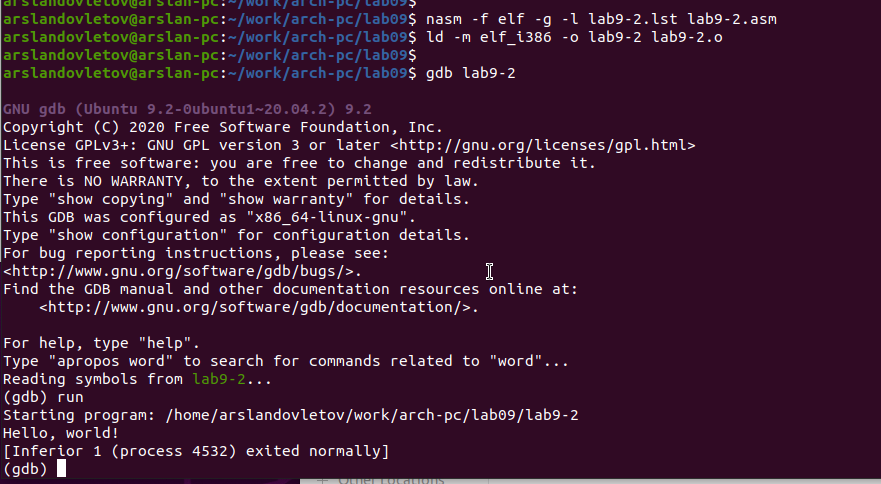 arslandovletov@arslan-pc:~/work/arch-pc/lab09$
arslandovletov@arslan-pc:~/work/arch-pc/lab09$ nasm -f elf -g -l lab9-2.lst lab9-2.asm
arslandovletov@arslan-pc:~/work/arch-pc/lab09$ ld -m elf_i386 -o lab9-2 lab9-2.o
arslandovletov@arslan-pc:~/work/arch-pc/lab09$
arslandovletov@arslan-pc:~/work/arch-pc/lab09$ gdb lab9-2
GNU gdb (Ubuntu 9.2-0ubuntu1~20.04.2) 9.2
Copyright (C) 2020 Free Software Foundation, Inc.
License GPLv3+: GNU GPL version 3 or later <http://gnu.org/licenses/gpl.html>
This is free software: you are free to change and redistribute it.
There is NO WARRANTY, to the extent permitted by law.
Type "show copying" and "show warranty" for details.
This GDB was configured as "x86_64-linux-gnu".
Type "show configuration" for configuration details.
For bug reporting instructions, please see:
<http://www.gnu.org/software/gdb/bugs/>.
Find the GDB manual and other documentation resources online at:
    <http://www.gnu.org/software/gdb/documentation/>.
For help, type "help".
Type "apropos word" to search for commands related to "word"...
Reading symbols from lab9-2...
(gdb) run
Starting program: /home/arslandovletov/work/arch-pc/lab09/lab9-2
Hello, world!
[Inferior 1 (process 4532) exited normally]
(gdb)
+ Other Locations